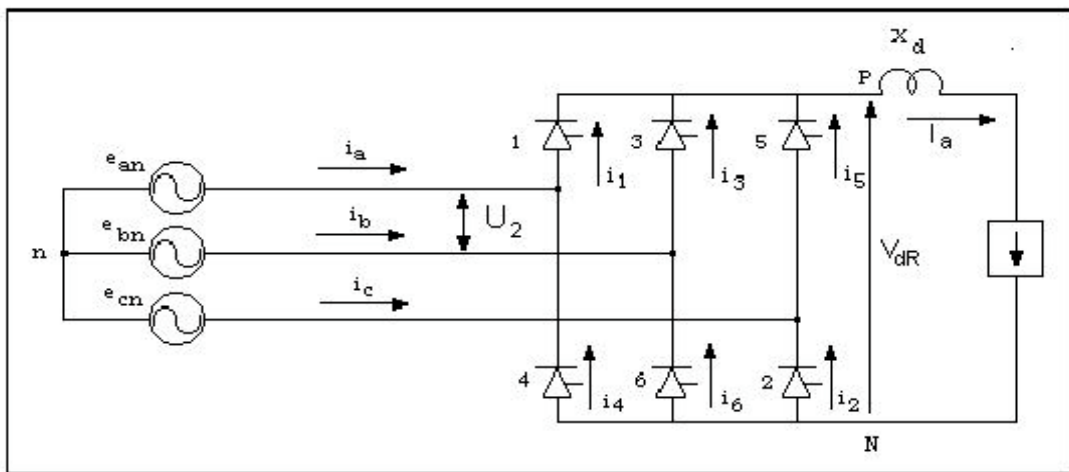 X_d
P
I_a
1
3
5
e_an
i_a
i_1
i_3
i_5
e_bn
i_b
U_2
n
V_dR
e_cn
i_c
4
6
2
i_4
i_6
i_2
N